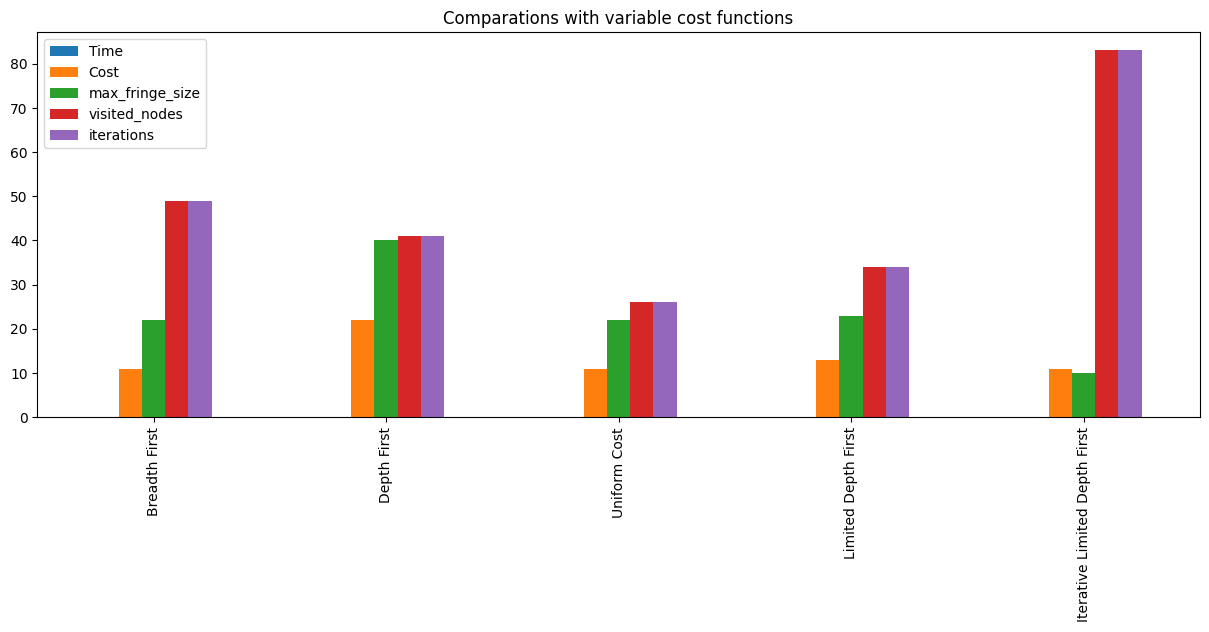 Comparations with variable cost functions
Time
Cost
max_fringe_size
visited_nodes
iterations
80
70
60
50
40
30
20
10
0
Breadth First
Depth First
Uniform Cost
Limited Depth First
Iterative Limited Depth First